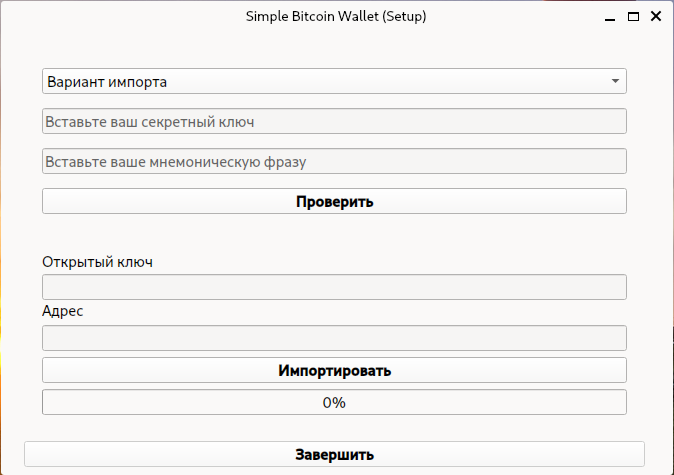 Simple Bitcoin Wallet (Setup)
Вариант импорта
Вставьте ваш секретный ключ
Вставьте ваше мнемоническую фразу
Проверить
Открытый ключ
Адрес
Импортировать
0%
Завершить